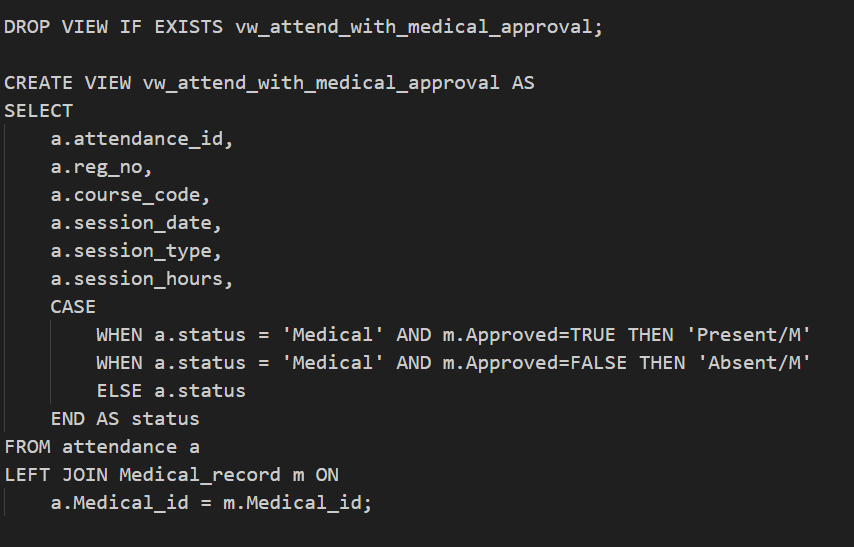 DROP VIEW IF EXISTS vw_attend_with_medical_approval;
CREATE VIEW vw_attend_with_medical_approval AS
SELECT
    a.attendance_id,
    a.reg_no,
    a.course_code,
    a.session_date,
    a.session_type,
    a.session_hours,
    CASE
        WHEN a.status = 'Medical' AND m.Approved=TRUE THEN 'Present/M'
        WHEN a.status = 'Medical' AND m.Approved=FALSE THEN 'Absent/M'
        ELSE a.status
    END AS status
FROM attendance a
LEFT JOIN Medical_record m ON
    a.Medical_id = m.Medical_id;